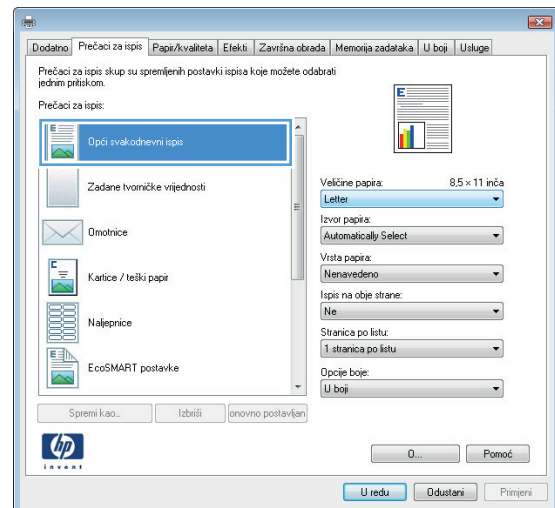 Dodatno Prečaci za ispis Papir/kvaliteta Efekti Završna obrada Memorija zadataka U boji Usluge
Prečaci za ispis skup su spremljenih postavki ispisa koje možete odabrati
jednim pritiskom.
Prečaci za ispis:
E
Opći svakodnevni ispis
Zadane tvorničke vrijednosti
Omotnice
C
Kartice / teški papir
Naljepnice
E
EcoSMART postavke
Spremi kao... Izbriši onovno postavljan
E
Veličine papira: 8,5 × 11 inča
Letter
Izvor papira:
Automatically Select
Vrsta papira:
Nenavedeno
Ispis na obje strane:
Ne
Stranica po listu:
1 stranica po listu
Opcije boje:
U boji
hp
invent
O... Pomoć
U redu Odustani Primijeni